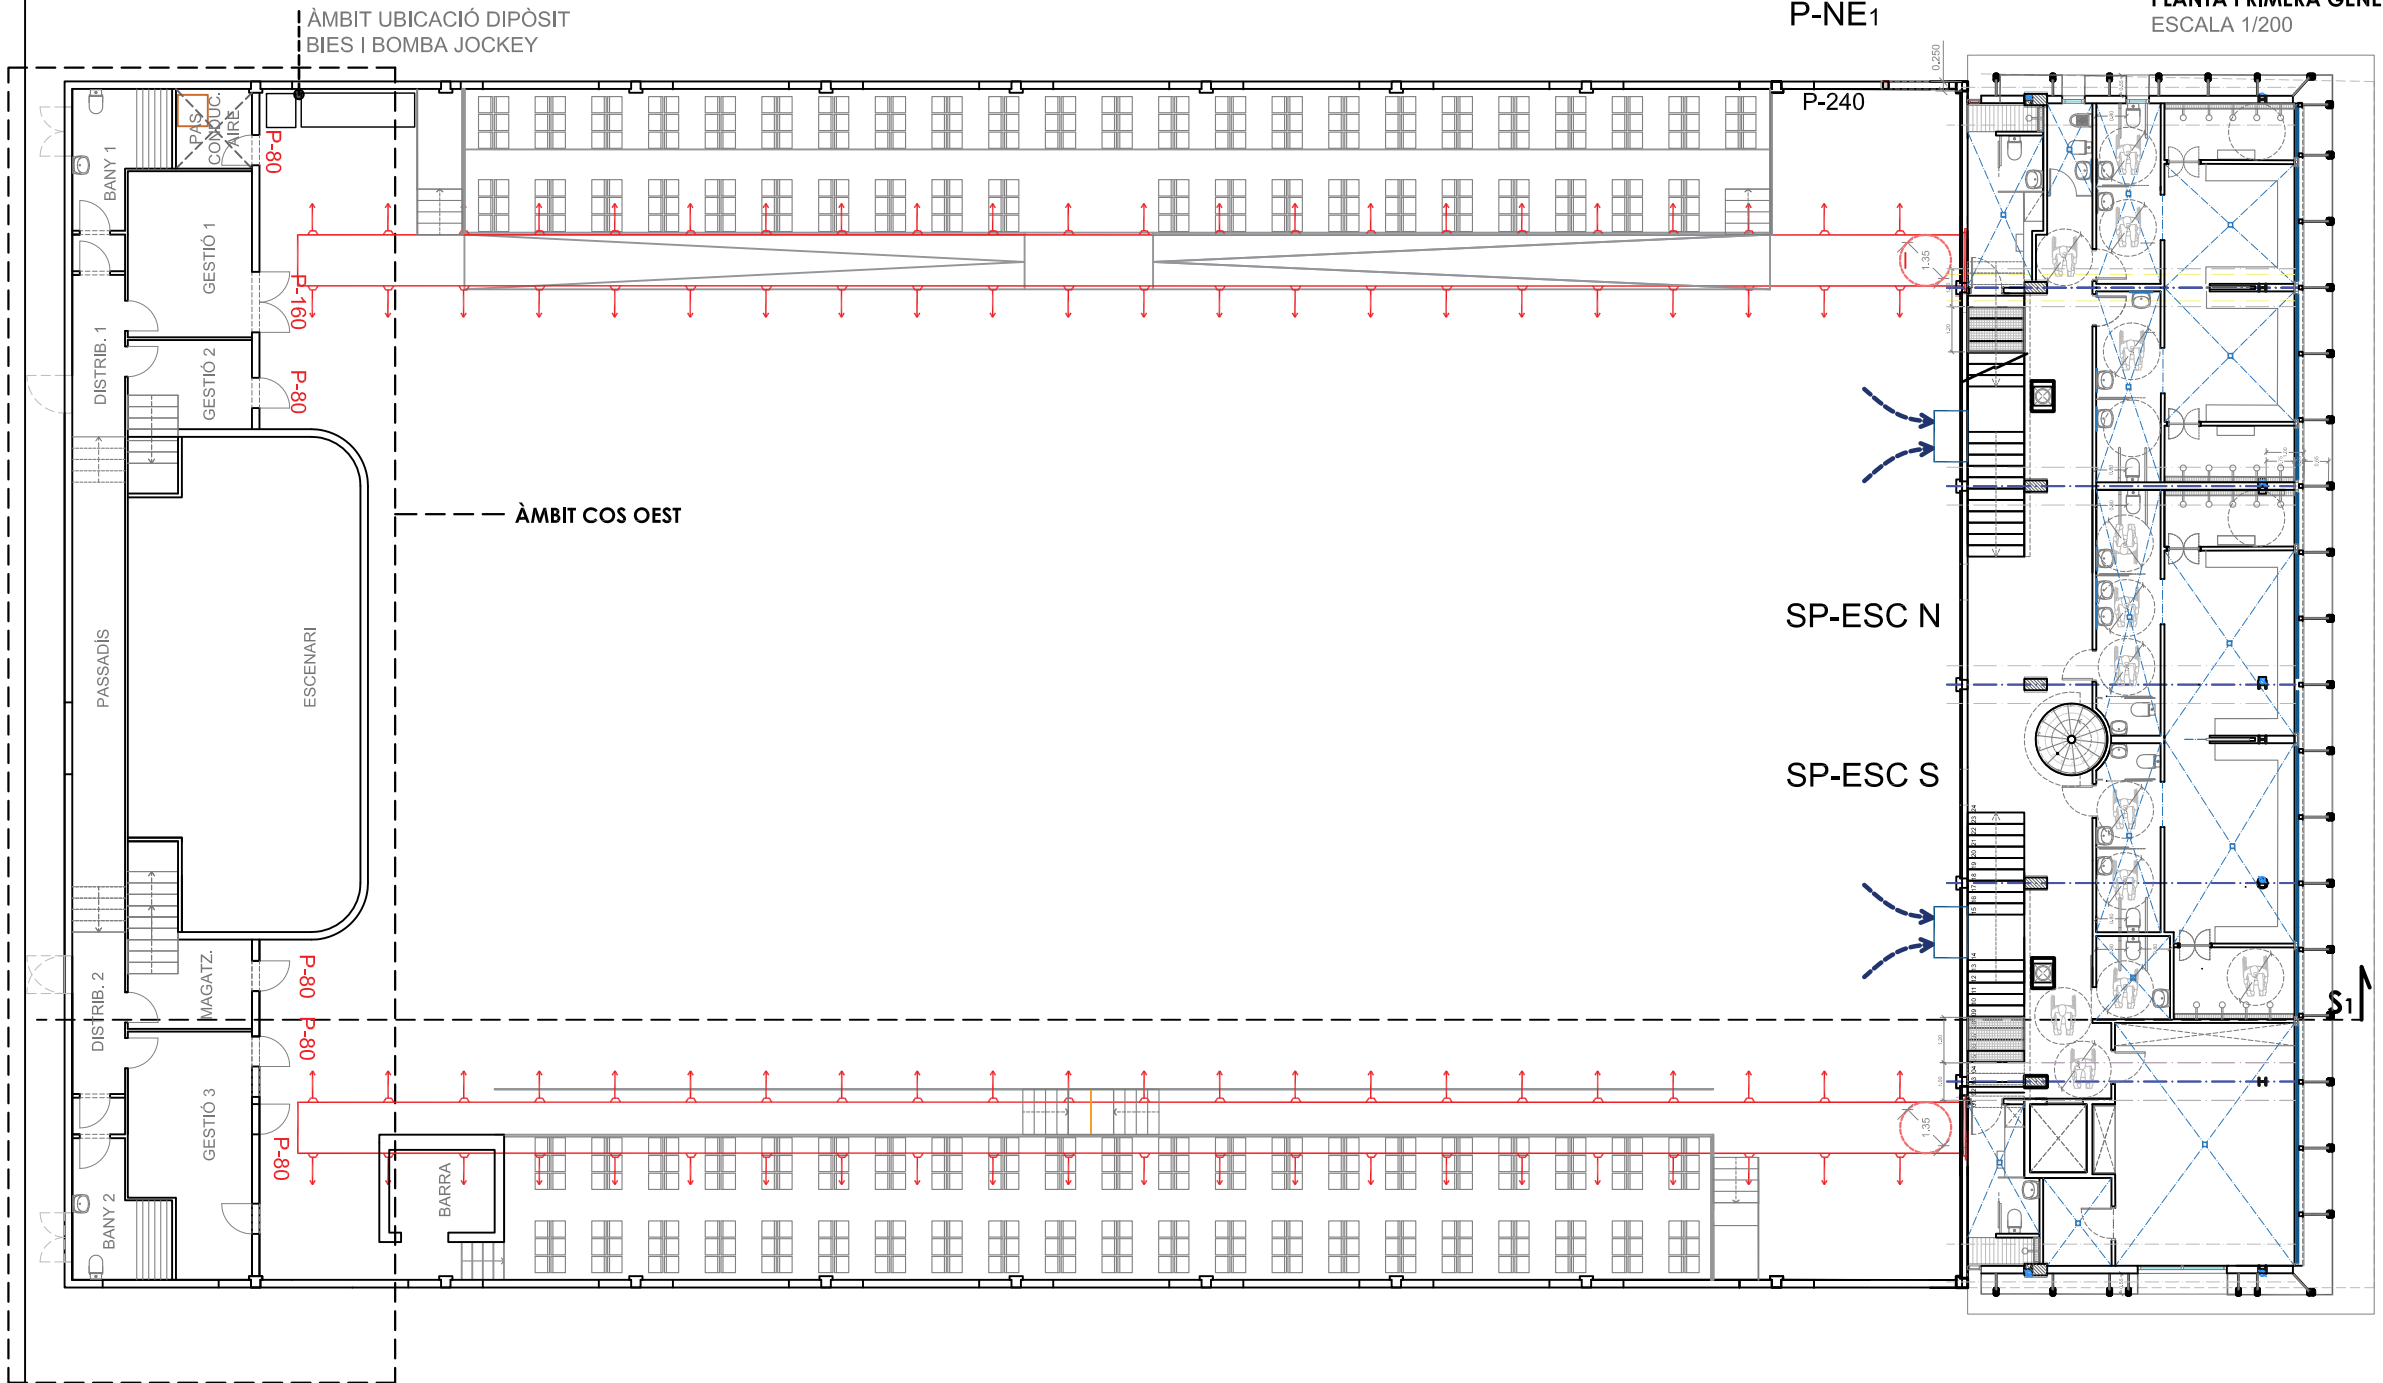 ÀMBIT UBICACIÓ DIPÒSIT
BIES I BOMBA JOCKEY
P-NE1
ESCALA 1/200
0.250
P-240
PAS
CONDUC.
AIRE
P-80
BANY 1
GESTIÓ 1
P-160
1.35
DISTRIB. 1
GESTIÓ 2
P-80
ÀMBIT COS OEST
PASSADÍS
ESCENARI
SP-ESC N
SP-ESC S
DISTRIB. 2
MAGATZ.
P-80
P-80
S1
GESTIÓ 3
P-80
BARRA
1.35
BANY 2